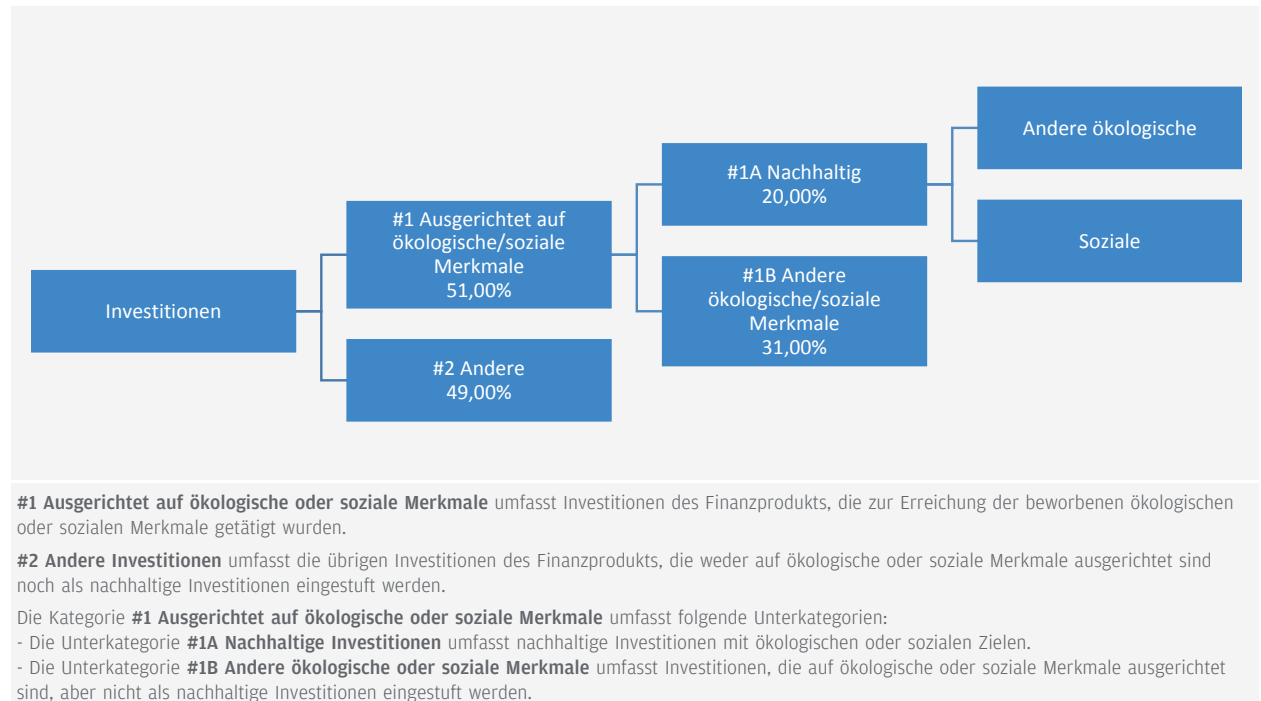 Investitionen
#1 Ausgerichtet auf
ökologische/soziale
Merkmale
51,00%
#2 Andere
49,00%
#1A Nachhaltig
20,00%
#1B Andere
ökologische/soziale
Merkmale
31,00%
Andere ökologische
Soziale
#1 Ausgerichtet auf ökologische oder soziale Merkmale umfasst Investitionen des Finanzprodukts, die zur Erreichung der beworbenen ökologischen
oder sozialen Merkmale getätigt wurden.
#2 Andere Investitionen umfasst die übrigen Investitionen des Finanzprodukts, die weder auf ökologische oder soziale Merkmale ausgerichtet sind
noch als nachhaltige Investitionen eingestuft werden.
Die Kategorie #1 Ausgerichtet auf ökologische oder soziale Merkmale umfasst folgende Unterkategorien:
- Die Unterkategorie #1A Nachhaltige Investitionen umfasst nachhaltige Investitionen mit ökologischen oder sozialen Zielen.
- Die Unterkategorie #1B Andere ökologische oder soziale Merkmale umfasst Investitionen, die auf ökologische oder soziale Merkmale ausgerichtet
sind, aber nicht als nachhaltige Investitionen eingestuft werden.